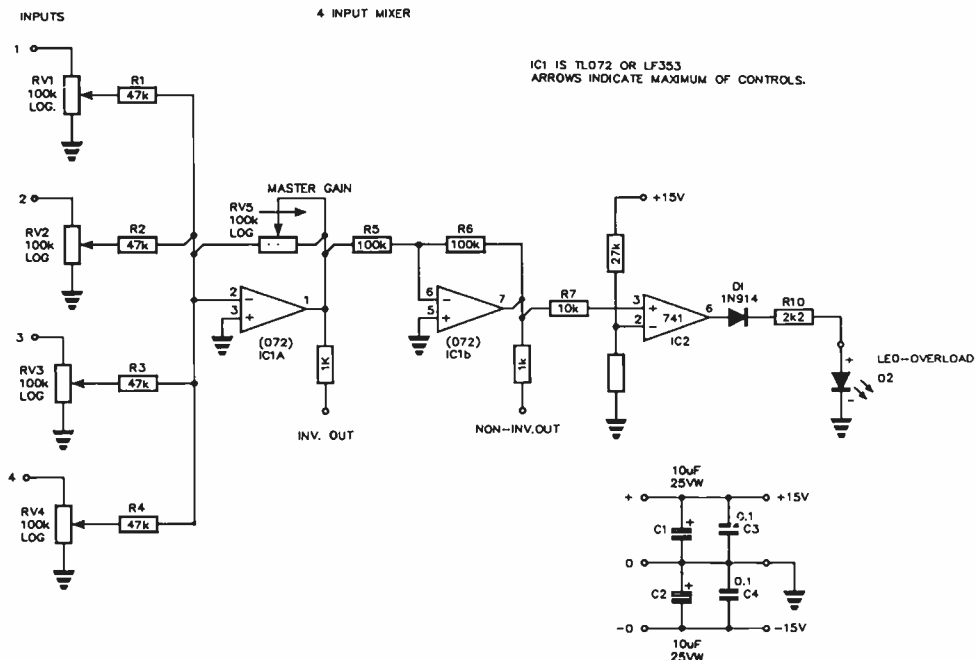 4 INPUT MIXER
INPUTS
IC1 IS TL072 OR LF353
ARROWS INDICATE MAXIMUM OF CONTROLS.
1
RV1
100k
LOG.
R1
47k
2
RV2
100k
LOG
R2
47k
3
RV3
100k
LOG
R3
47k
4
RV4
100k
LOG
R4
47k
MASTER GAIN
RV5
100k
LOG
2
-
3
+
1
(072)
IC1A
1K
INV. OUT
R5
100k
R6
100k
6
-
5
+
7
(072)
IC1b
1k
NON-INV.OUT
R7
10k
+15V
27k
3
+
2
-
741
6
IC2
D1
1N914
R10
2k2
LED-OVERLOAD
+
D2
-
10uF
25VW
+
+15V
C1
+
0.1
C3
0
C2
+
0.1
C4
-0
-15V
10uF
25VW